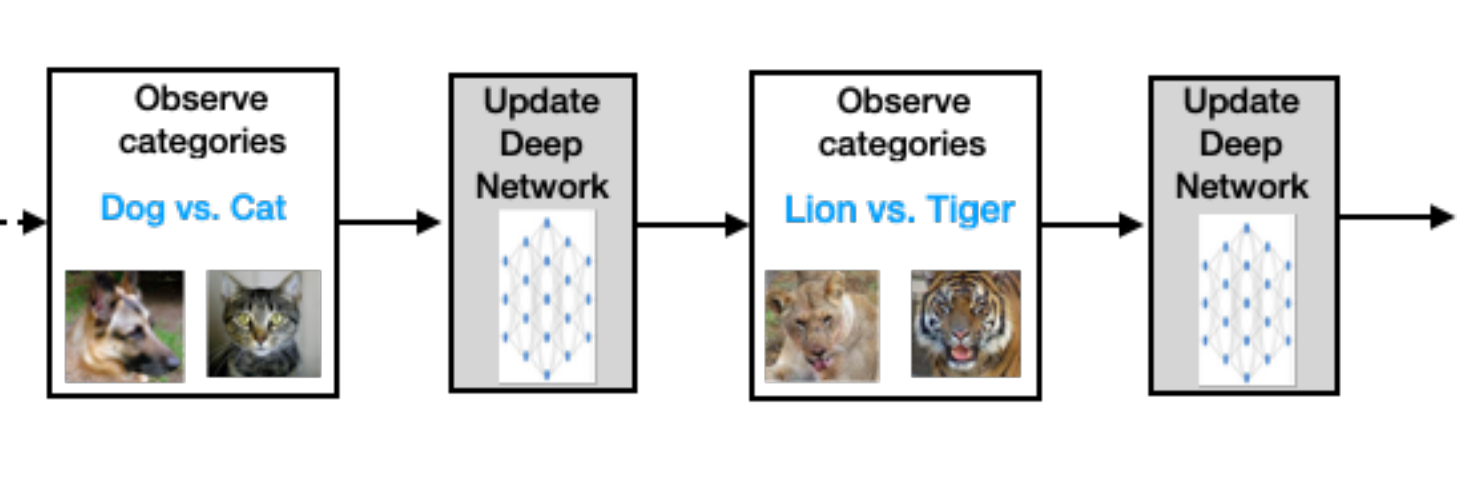 Observe
categories
Dog vs. Cat
Update
Deep
Network
Observe
categories
Lion vs. Tiger
Update
Deep
Network